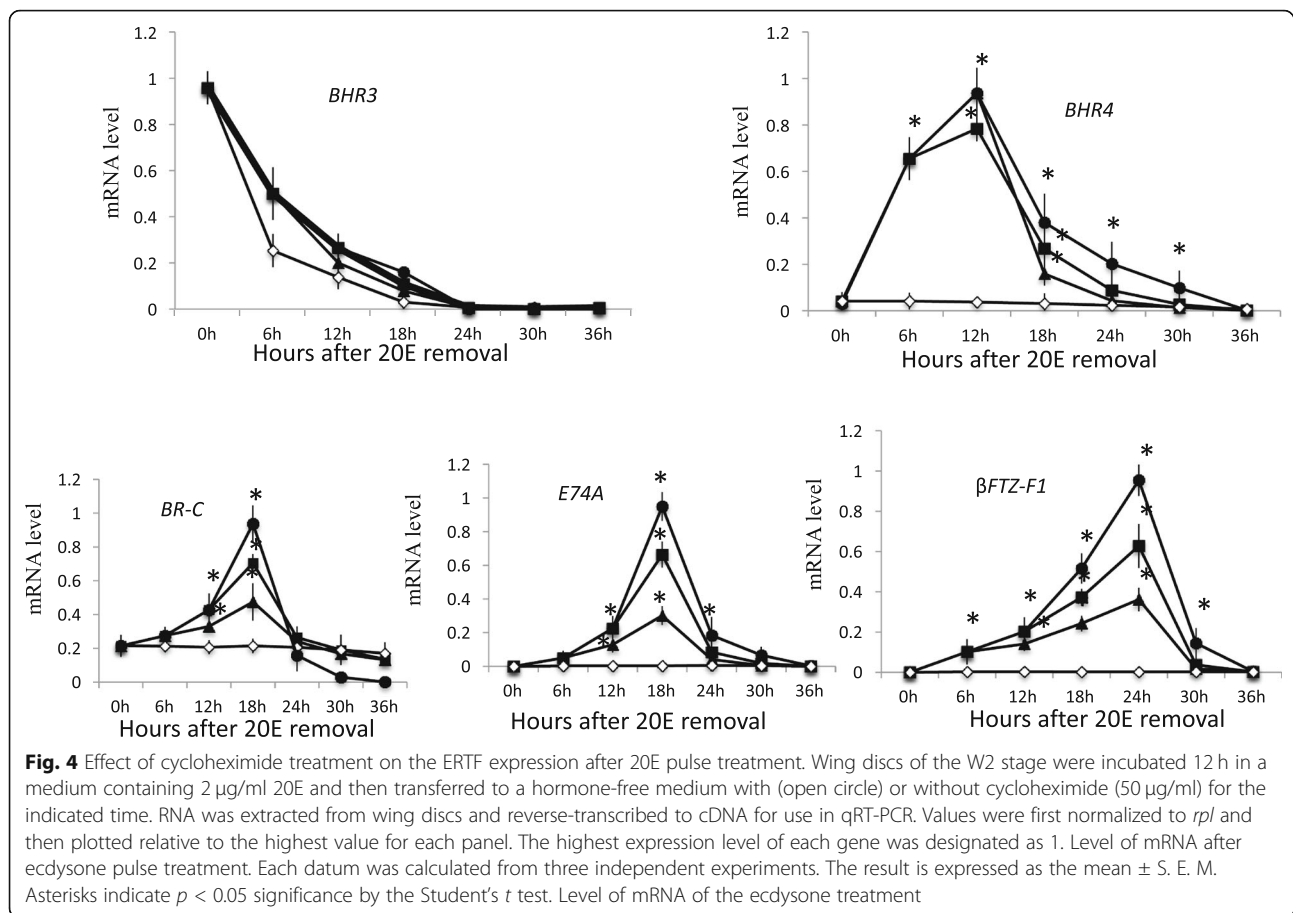 1.2
1
0.8
0.6
0.4
0.2
0
mRNA level
BHR3
0h 6h 12h 18h 24h 30h 36h
Hours after 20E removal
1.2
1
0.8
0.6
0.4
0.2
0
mRNA level
BHR4
* * * * * * * *
0h 6h 12h 18h 24h 30h 36h
Hours after 20E removal
1.2
1
0.8
0.6
0.4
0.2
0
mRNA level
BR-C
* * * * *
0h 6h 12h 18h 24h 30h 36h
Hours after 20E removal
1.2
1
0.8
0.6
0.4
0.2
0
mRNA level
E74A
* * * * * *
0h 6h 12h 18h 24h 30h 36h
Hours after 20E removal
1.2
1
0.8
0.6
0.4
0.2
0
mRNA level
βFTZ-F1
* * * * * * * * *
0h 6h 12h 18h 24h 30h 36h
Hours after 20E removal
Fig. 4 Effect of cycloheximide treatment on the ERTF expression after 20E pulse treatment. Wing discs of the W2 stage were incubated 12 h in a
medium containing 2 μg/ml 20E and then transferred to a hormone-free medium with (open circle) or without cycloheximide (50 μg/ml) for the
indicated time. RNA was extracted from wing discs and reverse-transcribed to cDNA for use in qRT-PCR. Values were first normalized to rpl and
then plotted relative to the highest value for each panel. The highest expression level of each gene was designated as 1. Level of mRNA after
ecdysone pulse treatment. Each datum was calculated from three independent experiments. The result is expressed as the mean ± S. E. M.
Asterisks indicate p < 0.05 significance by the Student's t test. Level of mRNA of the ecdysone treatment